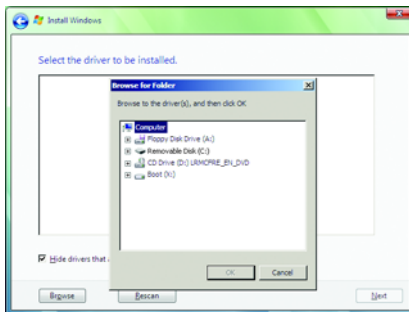 Install Windows
Select the driver to be installed.
Browse for Folder
Browse to the driver(s), and then click OK
Computer
Floppy Disk Drive (A:)
Removable Disk (C:)
CD Drive (D:) LRMCFRE_EN_DVD
Boot (X:)
Hide drivers that
OK
Cancel
Browse
Rescan
Next